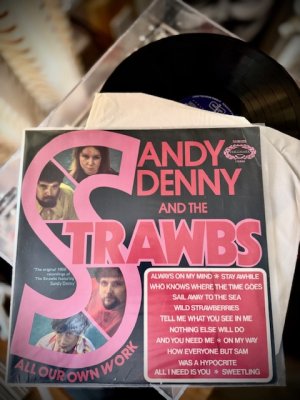 SANDY
DENNY
AND THE
STRAWBS
"The original 1968
recordings of
The Strawbs featuring
Sandy Denny"
ALL OUR OWN WORK
ALWAYS ON MY MIND * STAY AWHILE
WHO KNOWS WHERE THE TIME GOES
SAIL AWAY TO THE SEA
WILD STRAWBERRIES
TELL ME WHAT YOU SEE IN ME
NOTHING ELSE WILL DO
AND YOU NEED ME * ON MY WAY
HOW EVERYONE BUT SAM
WAS A HYPOCRITE
ALL I NEED IS YOU * SWEETLING